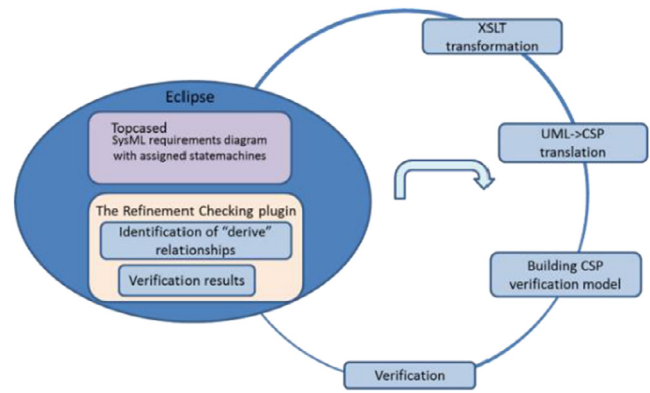 XSLT
transformation
Eclipse
Topcased
SysML requirements diagram
with assigned statemachines
UML->CSP
translation
The Refinement Checking plugin
Identification of “derive”
relationships
Verification results
Building CSP
verification model
Verification